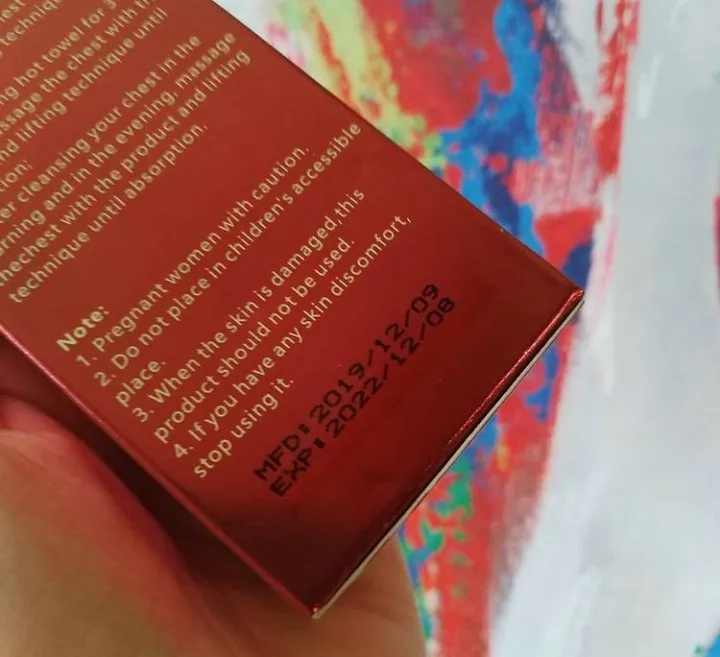 technique
ng hot towel for 3
ssage the chest with
nd lifting technique until
tion:
er cleansing your chest in the
rning and in the evening, massage
hechest with the product and lifting
technique until absorption.
Note:
1. Pregnant women with caution.
2. Do not place in children's accessible
place.
3. When the skin is damaged,this
product should not be used.
4. If you have any skin discomfort,
stop using it.
MFD:2019/12/09
EXP:2022/12/08